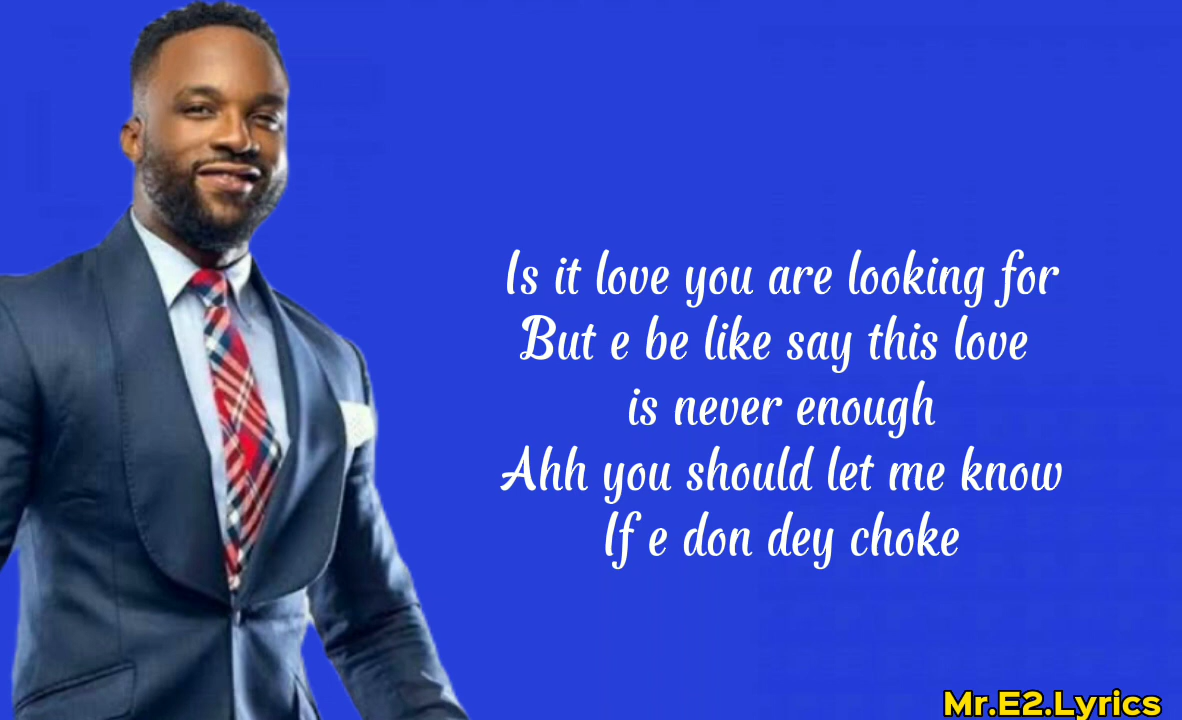 Is it love you are looking for
But e be like say this love
is never enough
Ahh you should let me know
If e don dey choke
Mr.E2.Lyrics